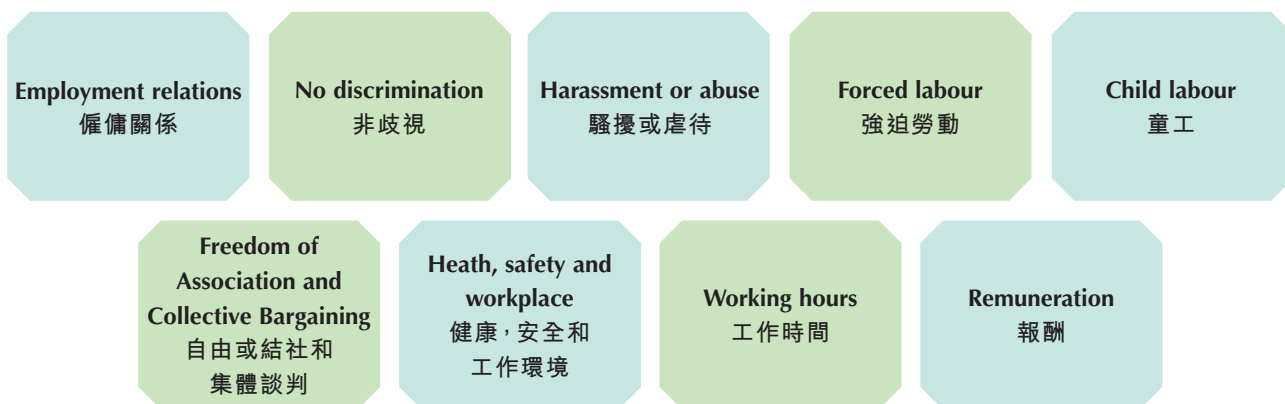 Employment relations
僱傭關係
No discrimination
非歧視
Harassment or abuse
騷擾或虐待
Forced labour
強迫勞動
Child labour
童工
Freedom of
Association and
Collective Bargaining
自由或結社和
集體談判
Heath, safety and
workplace
健康，安全和
工作環境
Working hours
工作時間
Remuneration
報酬